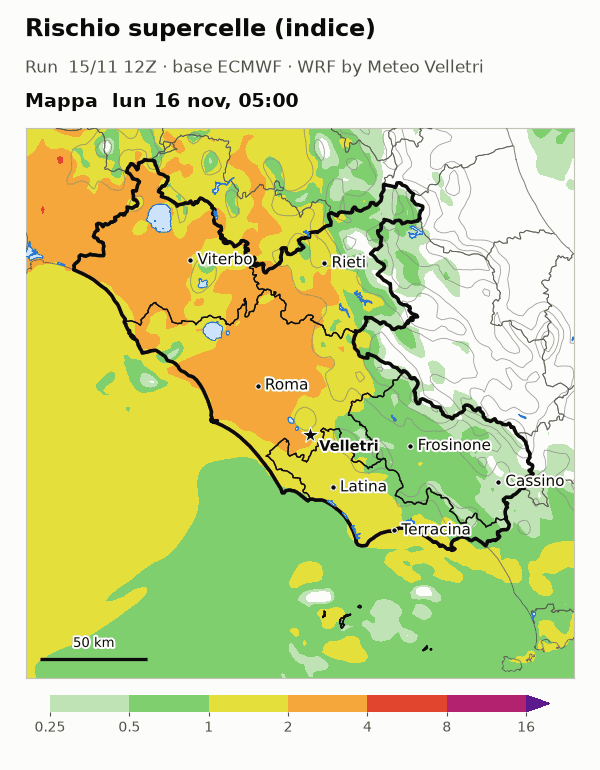 Rischio supercelle (indice)
Run  15/11 12Z · base ECMWF · WRF by Meteo Velletri
Mappa  lun 16 nov, 05:00
Viterbo
Rieti
Roma
Velletri
Frosinone
Cassino
Latina
Terracina
50 km
0.25 0.5 1 2 4 8 16